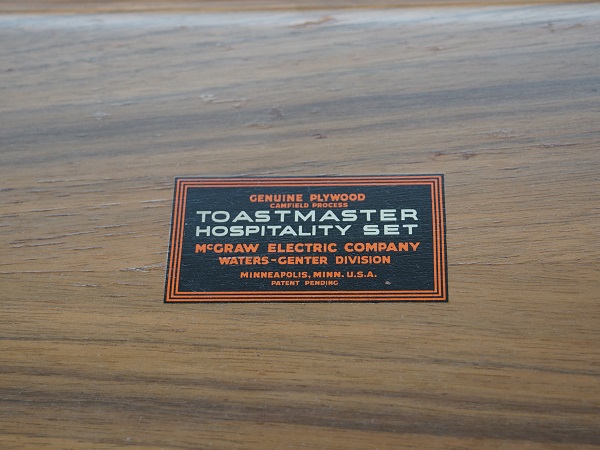 GENUINE PLYWOOD
CAMFIELD PROCESS
TOASTMASTER
HOSPITALITY SET
McGRAW ELECTRIC COMPANY
WATERS-GENTER DIVISION
MINNEAPOLIS, MINN. U.S.A.
PATENT PENDING